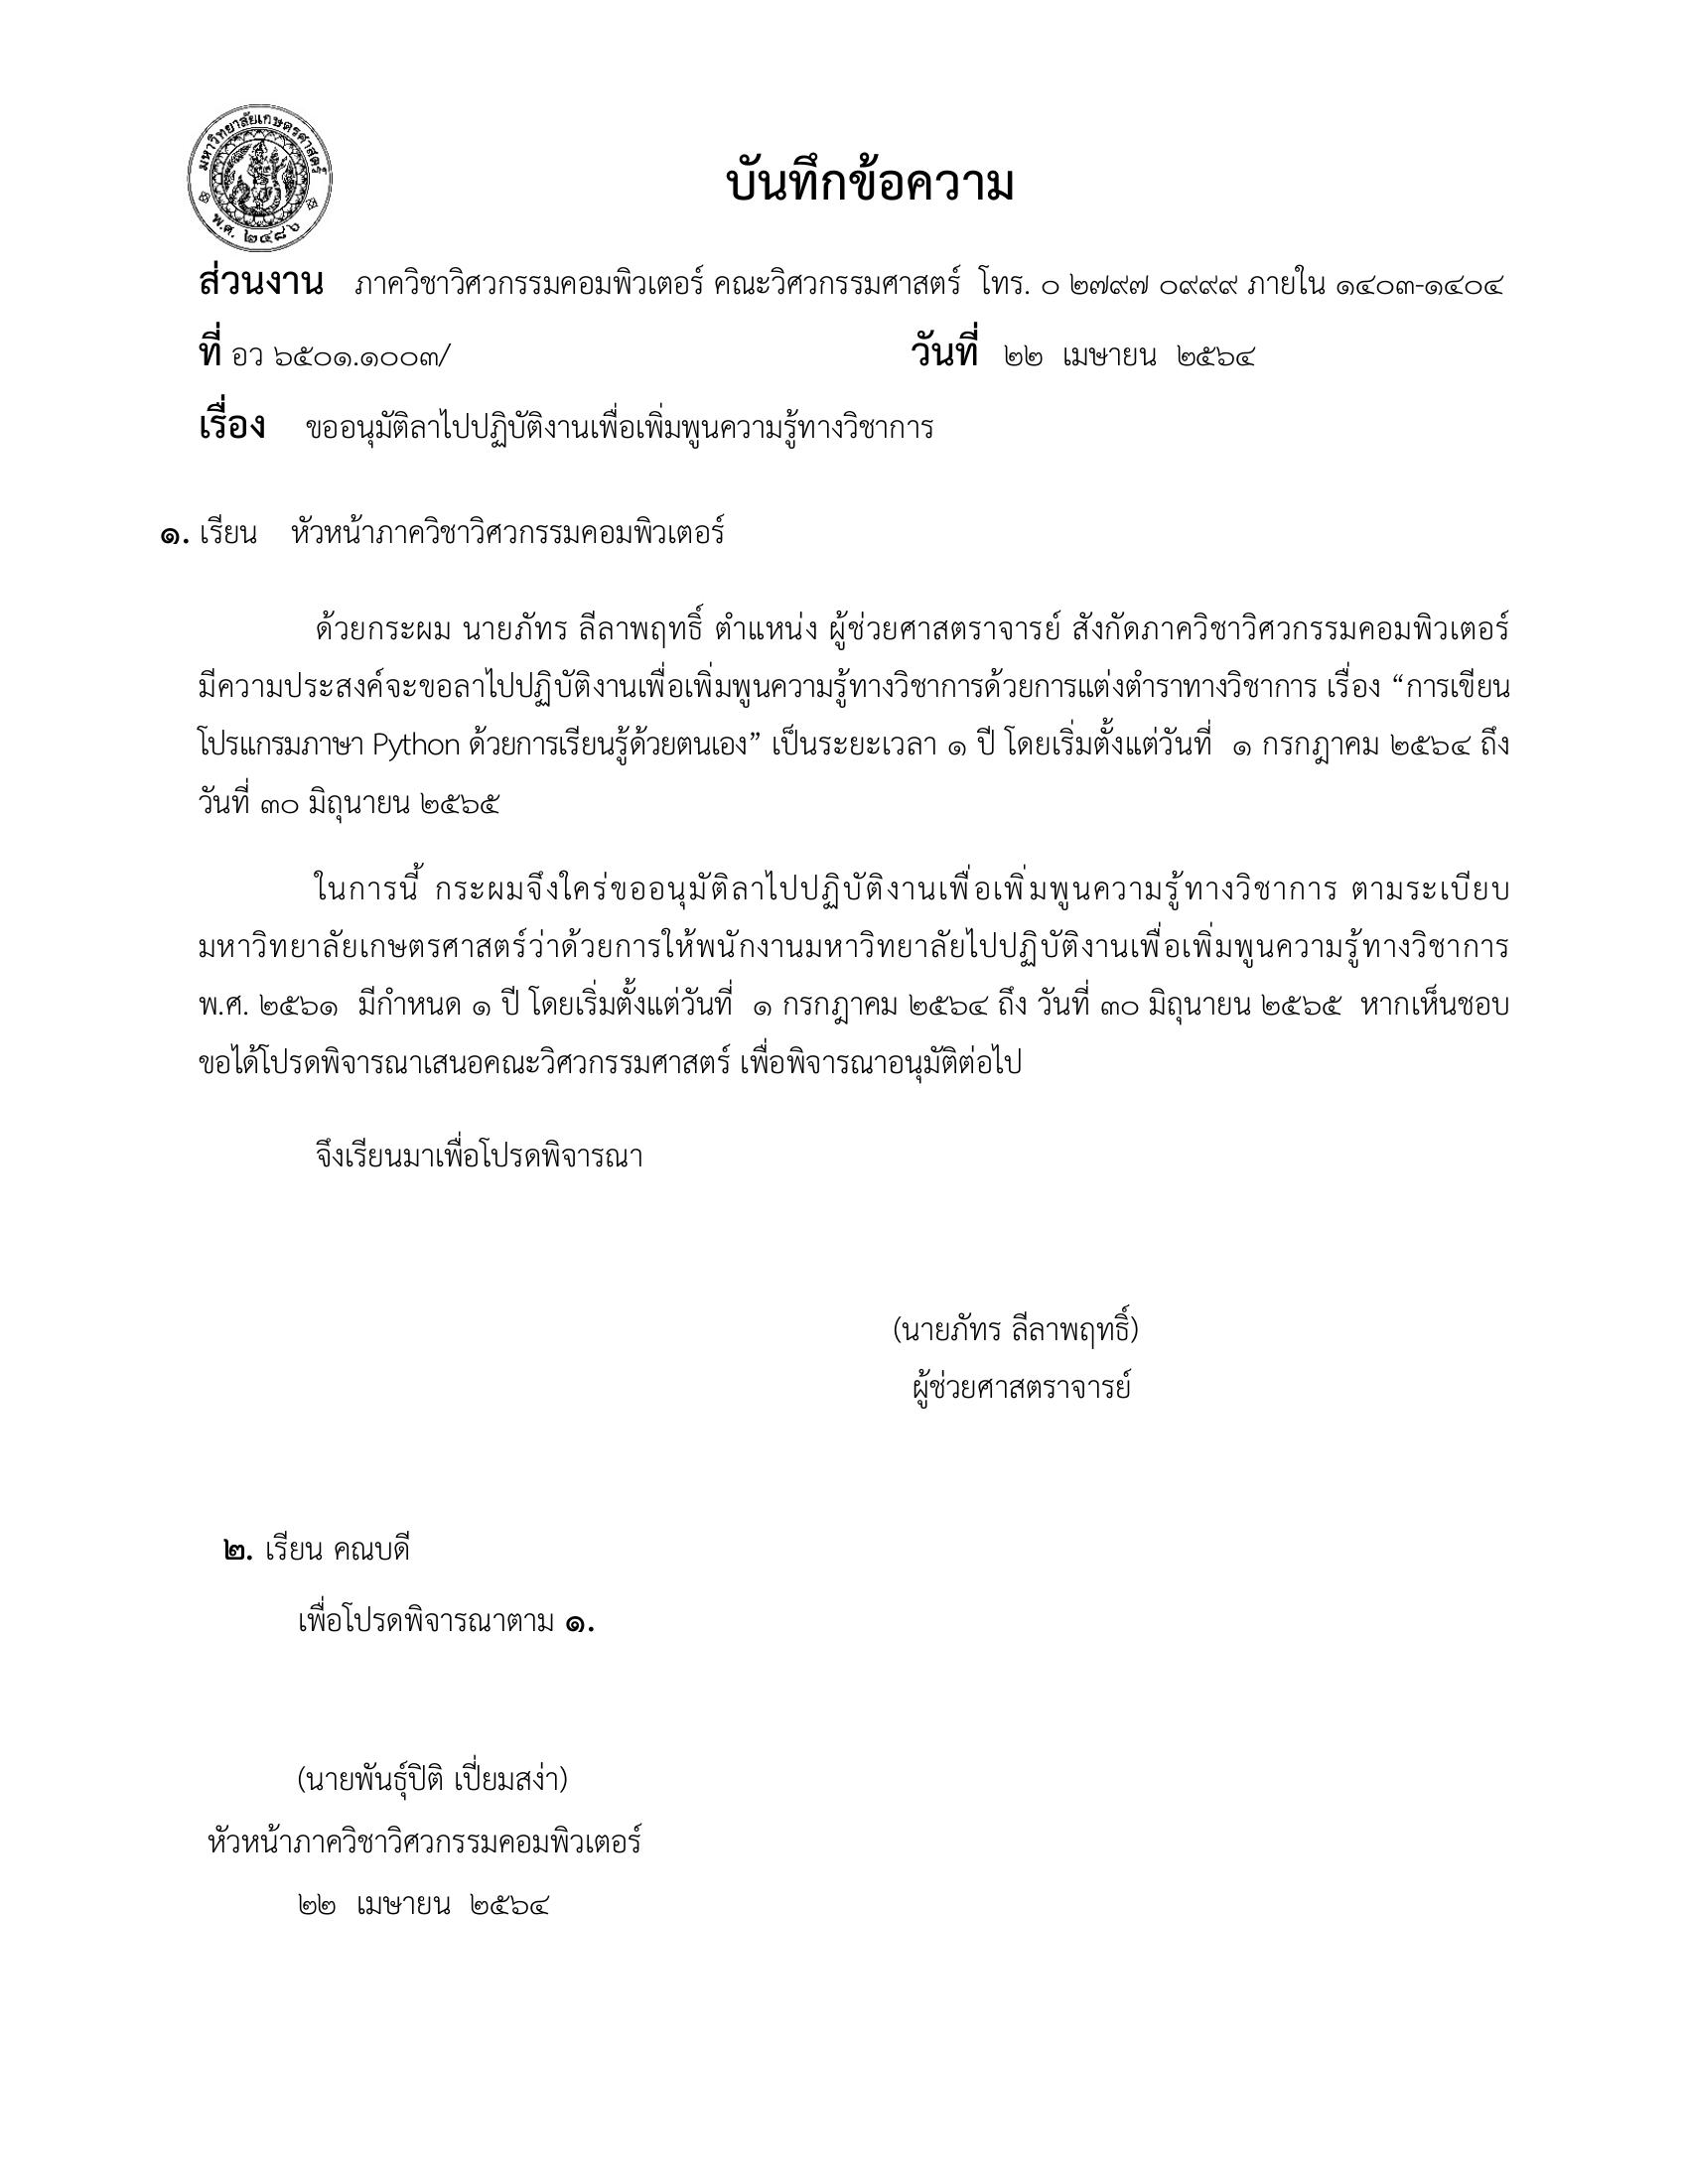 มหาวิทยาลัยเกษตรศาสตร์
พ.ศ. ๒๔๘๖
บันทึกข้อความ
ส่วนงาน ภาควิชาวิศวกรรมคอมพิวเตอร์ คณะวิศวกรรมศาสตร์ โทร. ๐ ๒๗๙๗ ๐๙๙๙ ภายใน ๑๔๐๓-๑๔๐๔
ที่ อว ๖๕๐๑.๑๐๐๓/ วันที่ ๒๒ เมษายน ๒๕๖๔
เรื่อง ขออนุมัติลาไปปฏิบัติงานเพื่อเพิ่มพูนความรู้ทางวิชาการ
๑. เรียน หัวหน้าภาควิชาวิศวกรรมคอมพิวเตอร์
ด้วยกระผม นายภัทร ลีลาพฤทธิ์ ตำแหน่ง ผู้ช่วยศาสตราจารย์ สังกัดภาควิชาวิศวกรรมคอมพิวเตอร์
มีความประสงค์จะขอลาไปปฏิบัติงานเพื่อเพิ่มพูนความรู้ทางวิชาการด้วยการแต่งตำราทางวิชาการ เรื่อง “การเขียน
โปรแกรมภาษา Python ด้วยการเรียนรู้ด้วยตนเอง” เป็นระยะเวลา ๑ ปี โดยเริ่มตั้งแต่วันที่ ๑ กรกฎาคม ๒๕๖๔ ถึง
วันที่ ๓๐ มิถุนายน ๒๕๖๕
ในการนี้ กระผมจึงใคร่ขออนุมัติลาไปปฏิบัติงานเพื่อเพิ่มพูนความรู้ทางวิชาการ ตามระเบียบ
มหาวิทยาลัยเกษตรศาสตร์ว่าด้วยการให้พนักงานมหาวิทยาลัยไปปฏิบัติงานเพื่อเพิ่มพูนความรู้ทางวิชาการ
พ.ศ. ๒๕๖๑ มีกำหนด ๑ ปี โดยเริ่มตั้งแต่วันที่ ๑ กรกฎาคม ๒๕๖๔ ถึง วันที่ ๓๐ มิถุนายน ๒๕๖๕ หากเห็นชอบ
ขอได้โปรดพิจารณาเสนอคณะวิศวกรรมศาสตร์ เพื่อพิจารณาอนุมัติต่อไป
จึงเรียนมาเพื่อโปรดพิจารณา
(นายภัทร ลีลาพฤทธิ์)
ผู้ช่วยศาสตราจารย์
๒. เรียน คณบดี
เพื่อโปรดพิจารณาตาม ๑.
(นายพันธุ์ปิติ เปี่ยมสง่า)
หัวหน้าภาควิชาวิศวกรรมคอมพิวเตอร์
๒๒ เมษายน ๒๕๖๔